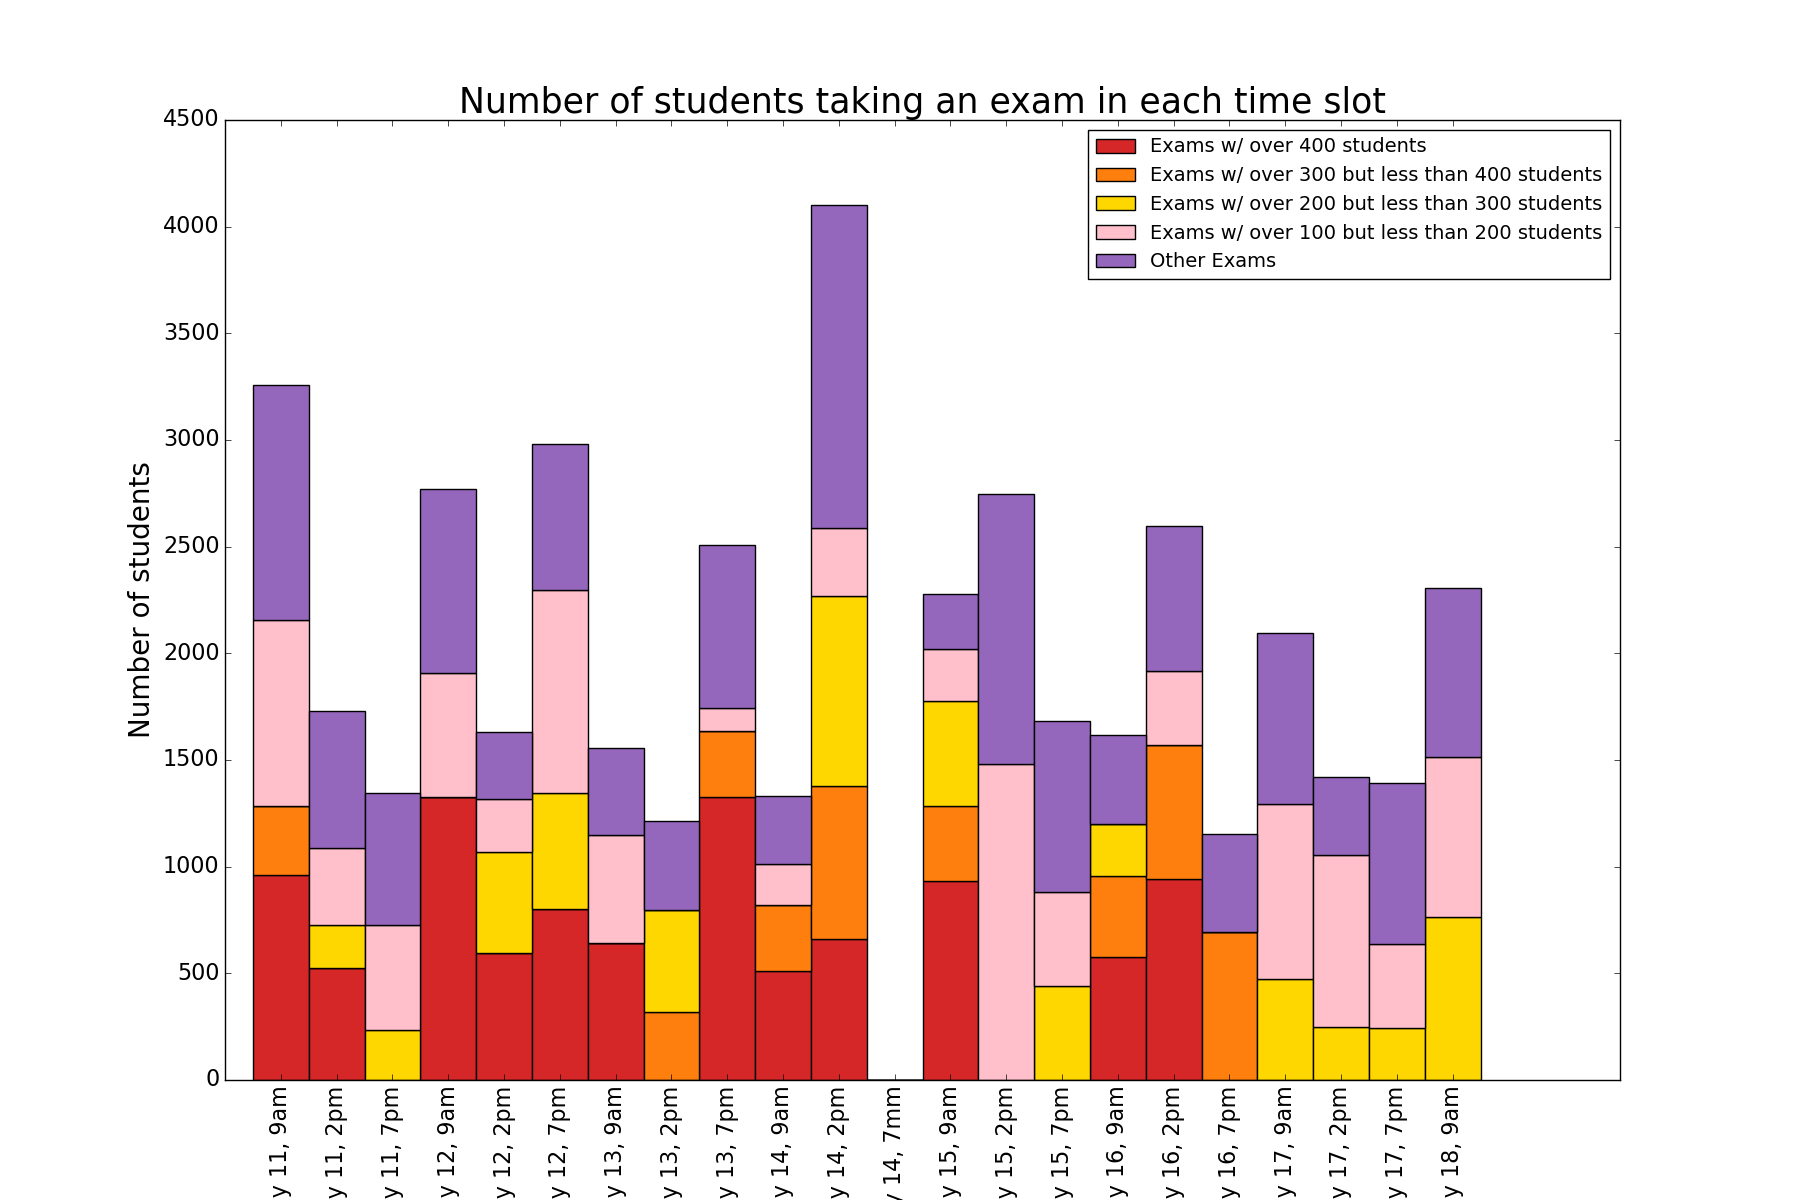 Number of students taking an exam in each time slot
4500
4000
3500
3000
2500
2000
1500
1000
500
0
Number of students
Exams w/ over 400 students
Exams w/ over 300 but less than 400 students
Exams w/ over 200 but less than 300 students
Exams w/ over 100 but less than 200 students
Other Exams
y 11, 9am
y 11, 2pm
y 11, 7pm
y 12, 9am
y 12, 2pm
y 12, 7pm
y 13, 9am
y 13, 2pm
y 13, 7pm
y 14, 9am
y 14, 2pm
y 14, 7mm
y 15, 9am
y 15, 2pm
y 15, 7pm
y 16, 9am
y 16, 2pm
y 16, 7pm
y 17, 9am
y 17, 2pm
y 17, 7pm
y 18, 9am